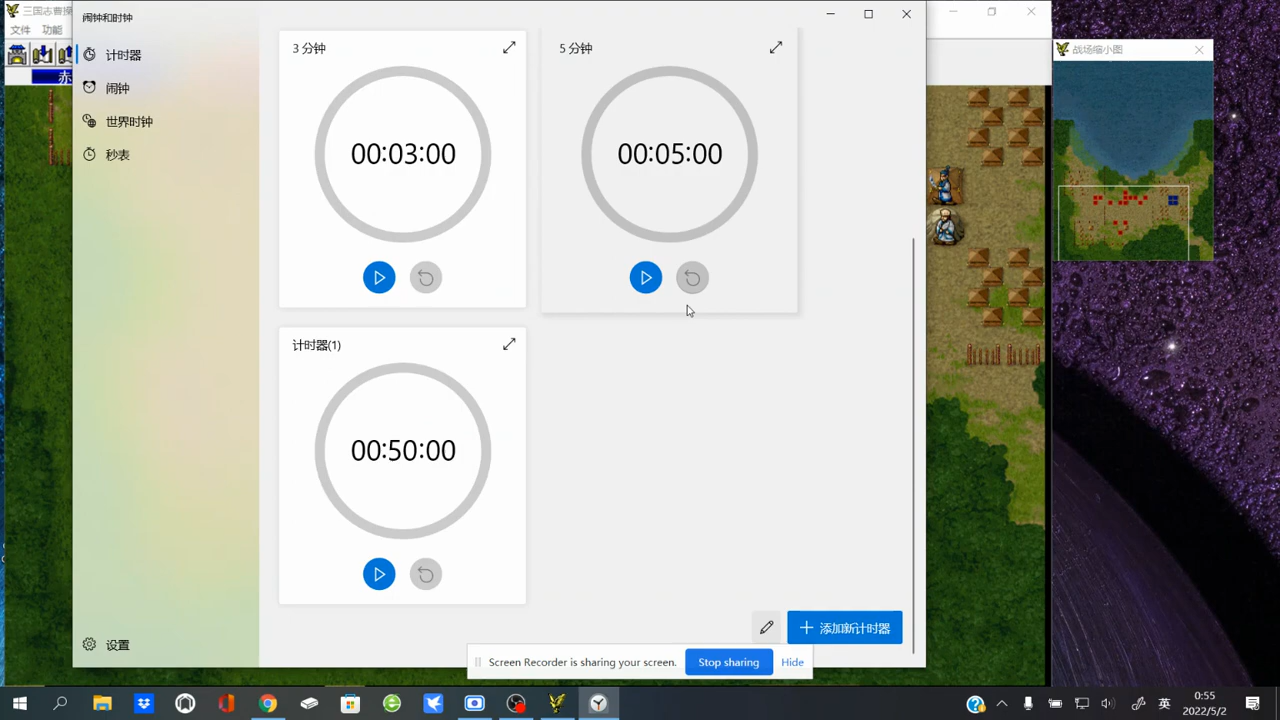 三国志曹操
文件 功能
赤
闹钟和时钟
计时器
闹钟
世界时钟
秒表
设置
3 分钟
00:03:00
5 分钟
00:05:00
计时器(1)
00:50:00
添加新计时器
战场缩小图
Screen Recorder is sharing your screen.
Stop sharing
Hide
英
0:55
2022/5/2